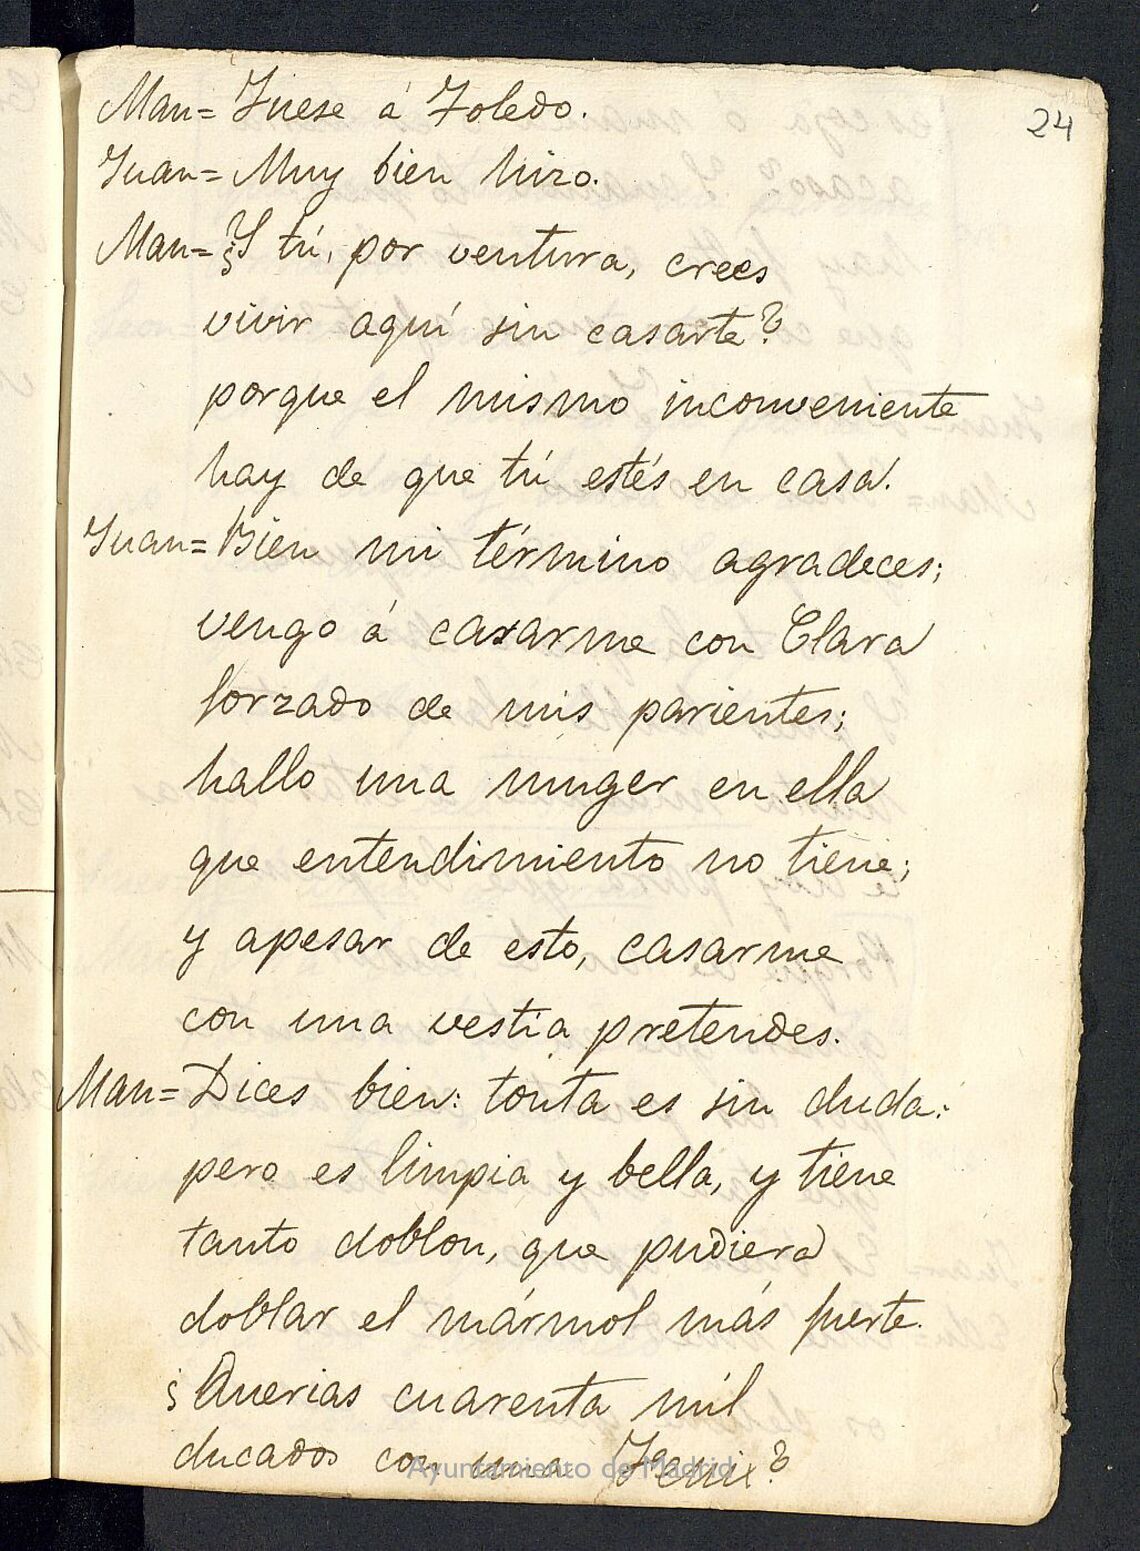 24
Man= Fuese á Toledo.
Juan= Muy bien hizo.
Man= ¿Y tú, por ventura, crees
vivir aquí sin casarte?
porque el mismo inconveniente
hay de que tú estés en casa.
Juan= Bien mi término agradeces;
vengo á casarme con Clara
forzado de mis parientes;
hallo una muger en ella
que entendimiento no tiene;
y apesar de esto, casarme
con una vestia pretendes.
Man= Dices bien: tonta es sin duda:
pero es limpia y bella, y tiene
tanto doblon, que pudiera
doblar el mármol más fuerte.
¿Querias cuarenta mil
ducados con una Fenix?
Ayuntamiento de Madrid